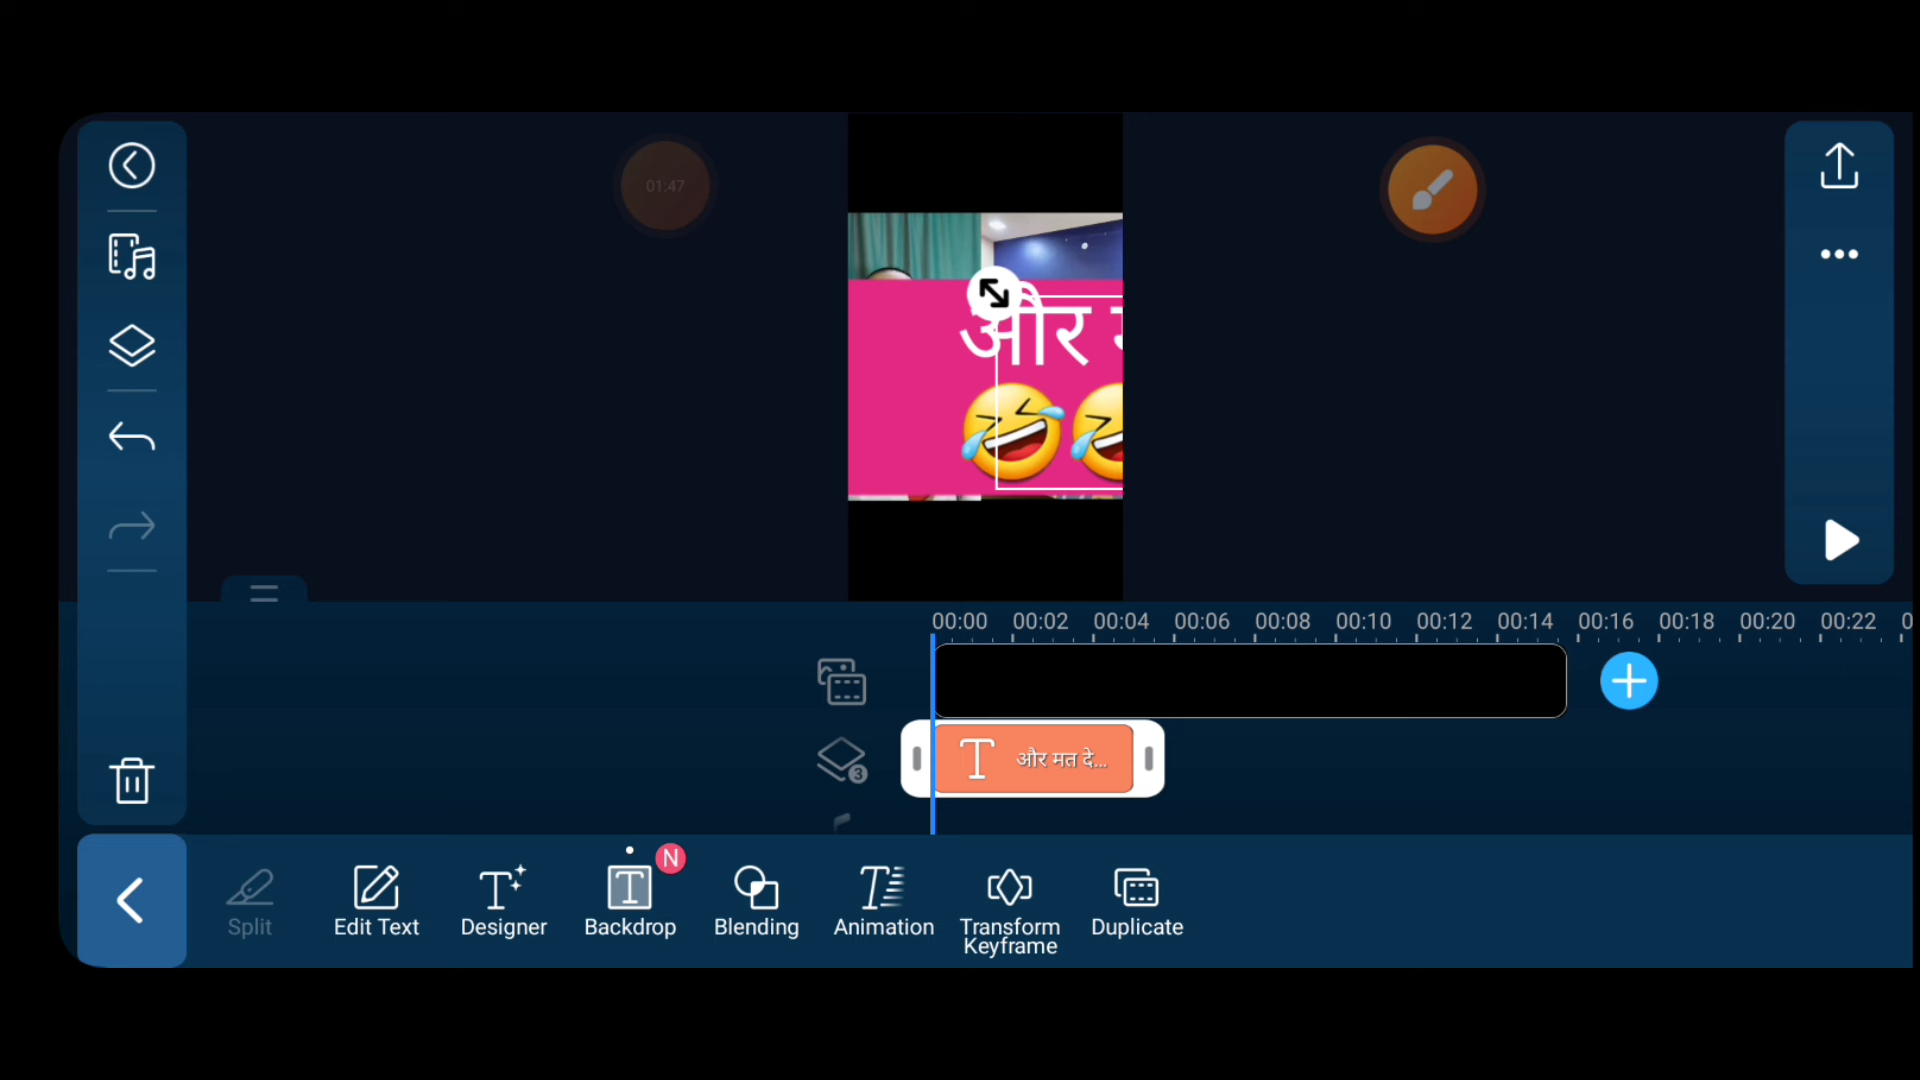 01:47
और म
00:00 00:02 00:04 00:06 00:08 00:10 00:12 00:14 00:16 00:18 00:20 00:22 0
T और मत दे...
3
N
Split Edit Text Designer Backdrop Blending Animation Transform Keyframe Duplicate